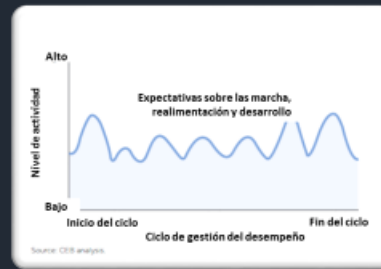 Alto
Expectativas sobre las marcha,
realimentación y desarrollo
Nivel de actividad
Bajo
Inicio del ciclo
Fin del ciclo
Ciclo de gestión del desempeño
Source: CEB analysis.